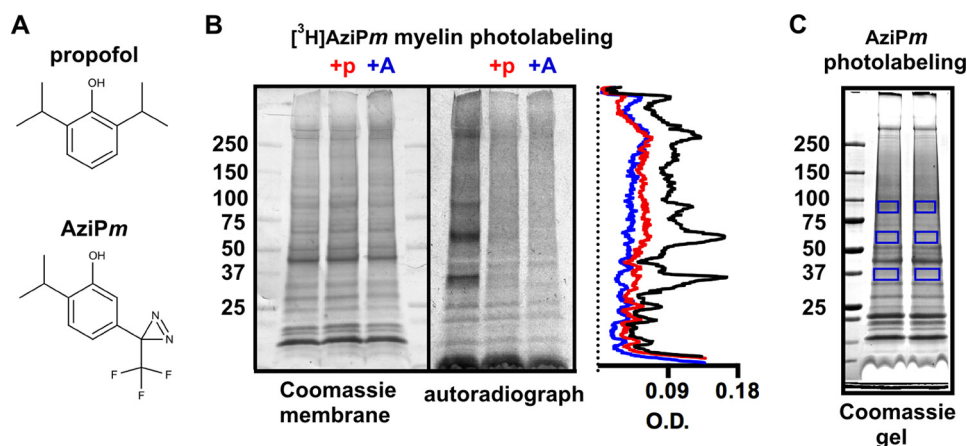 A
propofol
OH
AziPm
OH
N
N
F
F
F
B
[³H]AziPm myelin photolabeling
+p +A +p +A
250
150
100
75
50
37
25
Coomassie
membrane
autoradiograph
0.09 0.18
O.D.
C
AziPm
photolabeling
250
150
100
75
50
37
25
Coomassie
gel